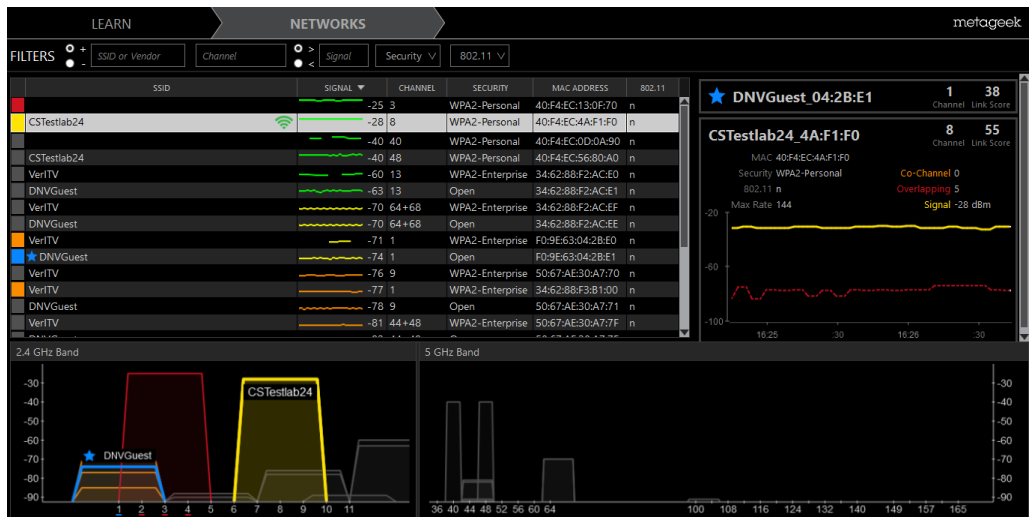 LEARN NETWORKS metageek
FILTERS + - SSID or Vendor Channel > < Signal Security 802.11
SSID SIGNAL CHANNEL SECURITY MAC ADDRESS 802.11
-25 3 WPA2-Personal 40:F4:EC:13:0F:70 n
CSTestlab24 -28 8 WPA2-Personal 40:F4:EC:4A:F1:F0 n
-40 40 WPA2-Personal 40:F4:EC:0D:0A:90 n
CSTestlab24 -40 48 WPA2-Personal 40:F4:EC:56:80:A0 n
VerITV -60 13 WPA2-Enterprise 34:62:88:F2:AC:E0 n
DNVGuest -63 13 Open 34:62:88:F2:AC:E1 n
VerITV -70 64+68 WPA2-Enterprise 34:62:88:F2:AC:EF n
DNVGuest -70 64+68 Open 34:62:88:F2:AC:EE n
VerITV -71 1 WPA2-Enterprise F0:9E:63:04:2B:E0 n
DNVGuest -74 1 Open F0:9E:63:04:2B:E1 n
VerITV -76 9 WPA2-Enterprise 50:67:AE:30:A7:70 n
VerITV -77 1 WPA2-Enterprise 34:62:88:F3:B1:00 n
DNVGuest -78 9 Open 50:67:AE:30:A7:71 n
VerITV -81 44+48 WPA2-Enterprise 50:67:AE:30:A7:7F n
DNVGuest_04:2B:E1 1 38
Channel Link Score
CSTestlab24_4A:F1:F0 8 55
Channel Link Score
MAC 40:F4:EC:4A:F1:F0
Security WPA2-Personal Co-Channel 0
802.11 n Overlapping 5
Max Rate 144 Signal -28 dBm
-20
-60
-100
16:25 :30 16:26 :30
2.4 GHz Band
-30
-40
-50
-60
-70
-80
-90
CSTestlab24
DNVGuest
1 2 3 4 5 6 7 8 9 10 11
5 GHz Band
-30
-40
-50
-60
-70
-80
-90
36 40 44 48 52 56 60 64 100 108 116 124 132 140 149 157 165